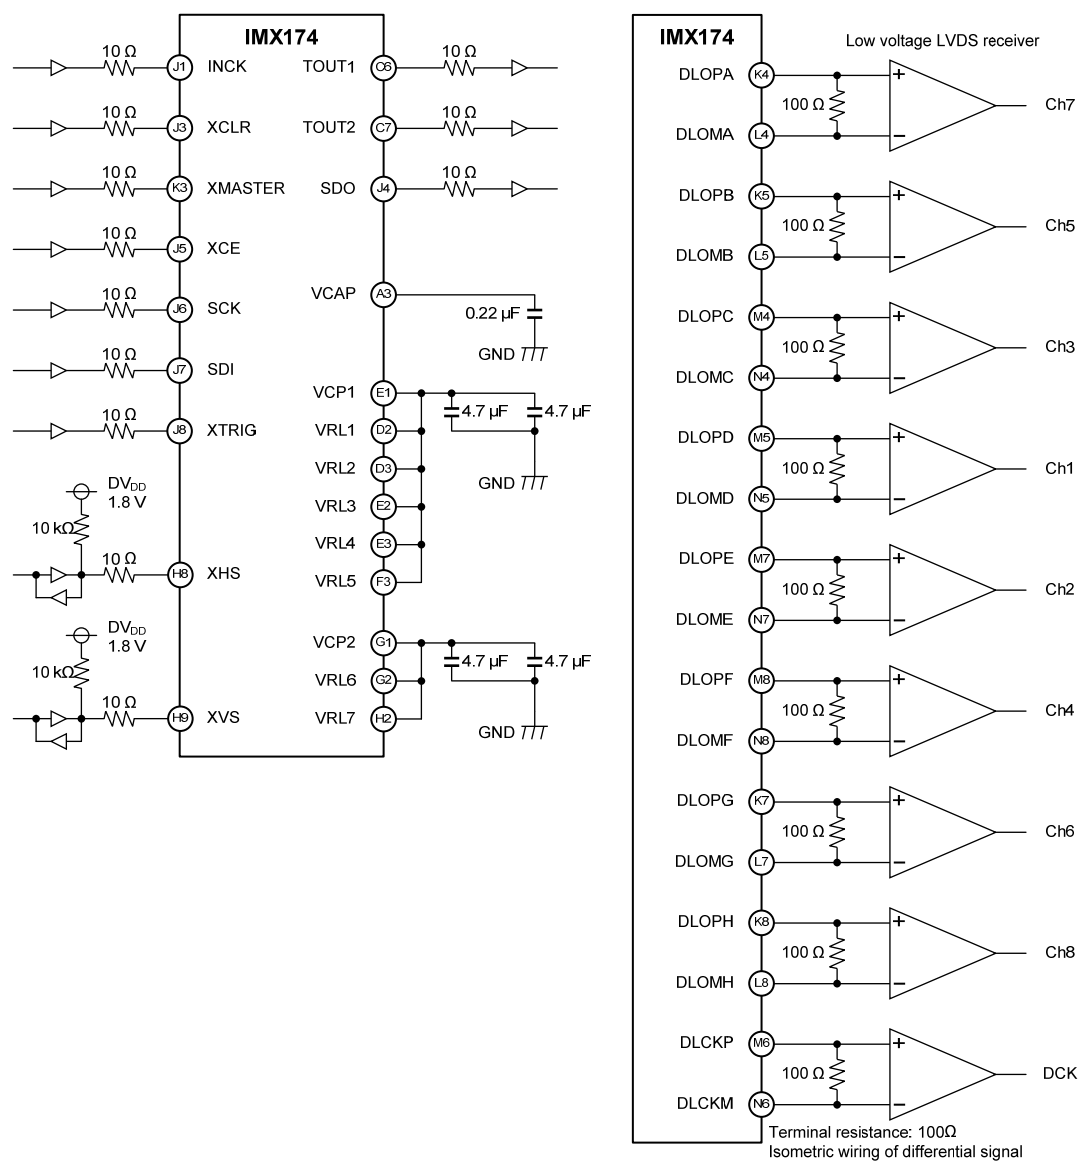 IMX174
10 Ω J1 INCK
TOUT1 C6 10 Ω
10 Ω J3 XCLR
TOUT2 C7 10 Ω
10 Ω K3 XMASTER
SDO J4 10 Ω
10 Ω J5 XCE
10 Ω J6 SCK
VCAP A3
0.22 µF
GND
10 Ω J7 SDI
10 Ω J8 XTRIG
VCP1 E1
4.7 µF 4.7 µF
VRL1 D2
VRL2 D3
GND
VRL3 E2
VRL4 E3
VRL5 F3
DVDD
1.8 V
10 kΩ
10 Ω H8 XHS
DVDD
1.8 V
10 kΩ
10 Ω H9 XVS
VCP2 G1
4.7 µF 4.7 µF
VRL6 G2
VRL7 H2
GND
IMX174
Low voltage LVDS receiver
DLOPA K4 +
100 Ω Ch7
DLOMA L4 −
DLOPB K5 +
100 Ω Ch5
DLOMB L5 −
DLOPC M4 +
100 Ω Ch3
DLOMC N4 −
DLOPD M5 +
100 Ω Ch1
DLOMD N5 −
DLOPE M7 +
100 Ω Ch2
DLOME N7 −
DLOPF M8 +
100 Ω Ch4
DLOMF N8 −
DLOPG K7 +
100 Ω Ch6
DLOMG L7 −
DLOPH K8 +
100 Ω Ch8
DLOMH L8 −
DLCKP M6 +
100 Ω DCK
DLCKM N6 −
Terminal resistance: 100Ω
Isometric wiring of differential signal